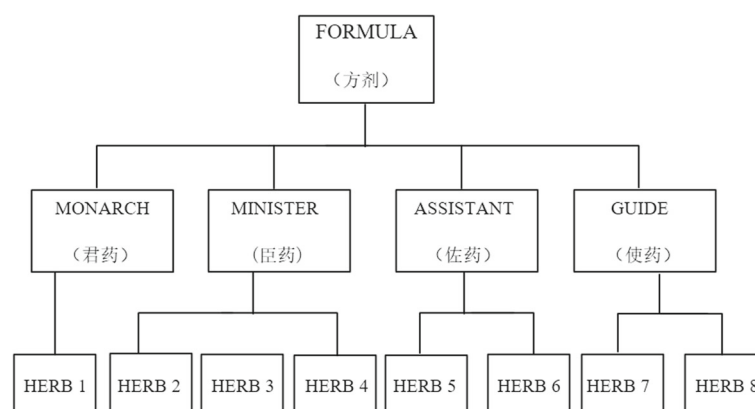 FORMULA
（方剂）
MONARCH
（君药）
MINISTER
(臣药)
ASSISTANT
（佐药）
GUIDE
（使药）
HERB 1
HERB 2
HERB 3
HERB 4
HERB 5
HERB 6
HERB 7
HERB 8